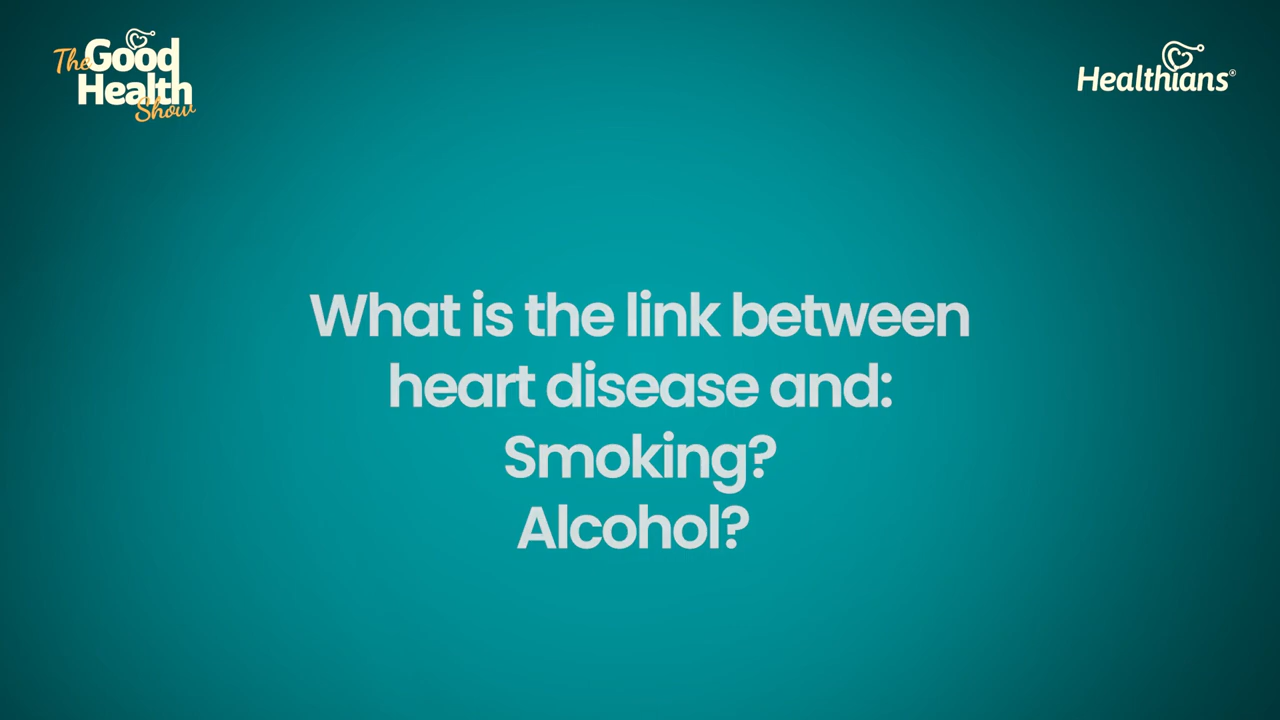 The Good
Health
Show
Healthians®
What is the link between
heart disease and:
Smoking?
Alcohol?